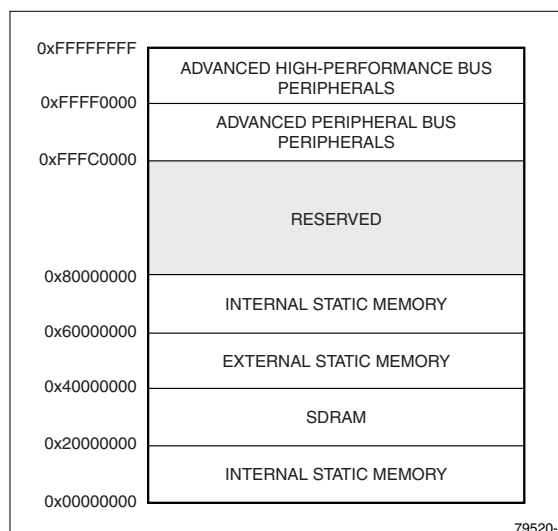 0xFFFFFFFF
ADVANCED HIGH-PERFORMANCE BUS
PERIPHERALS
0xFFFF0000
ADVANCED PERIPHERAL BUS
PERIPHERALS
0xFFFC0000
RESERVED
0x80000000
INTERNAL STATIC MEMORY
0x60000000
EXTERNAL STATIC MEMORY
0x40000000
SDRAM
0x20000000
INTERNAL STATIC MEMORY
0x00000000
79520-